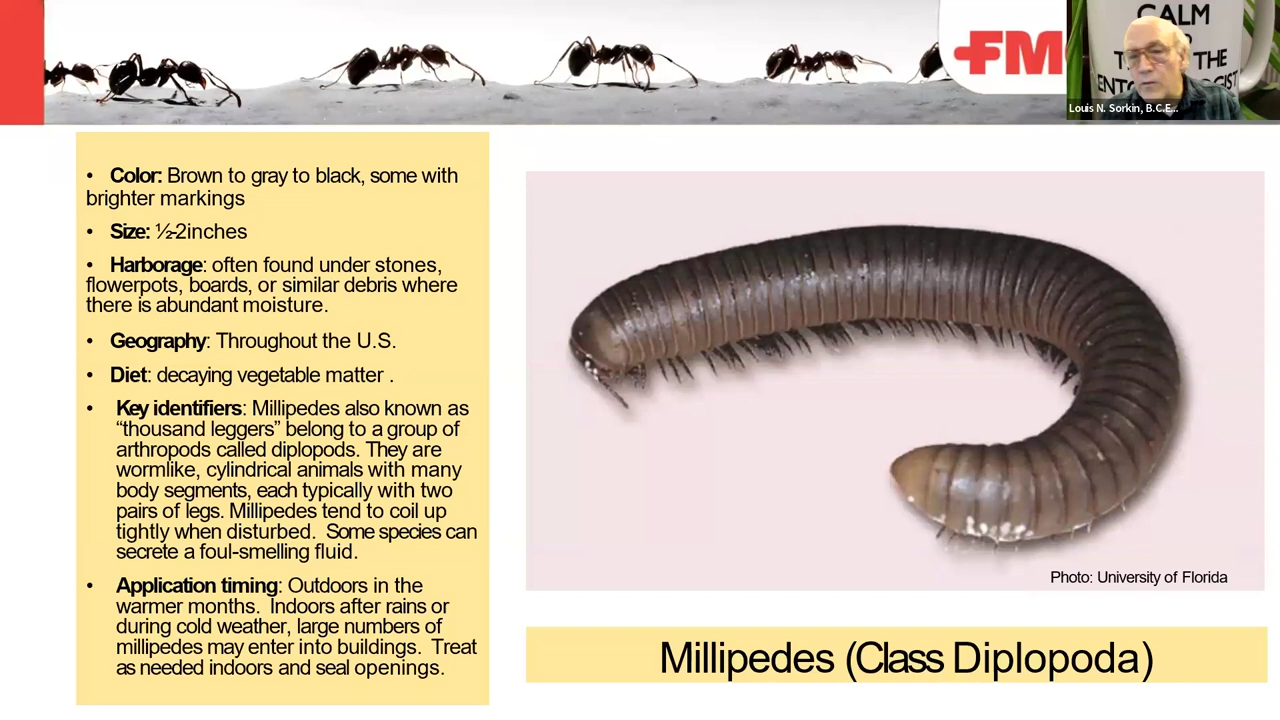 FM
CALM
THE
Louis N. Sorkin, B.C.E...
• Color: Brown to gray to black, some with
brighter markings
• Size: ½-2inches
• Harborage: often found under stones,
flowerpots, boards, or similar debris where
there is abundant moisture.
• Geography: Throughout the U.S.
• Diet: decaying vegetable matter .
• Key identifiers: Millipedes also known as
“thousand leggers” belong to a group of
arthropods called diplopods. They are
wormlike, cylindrical animals with many
body segments, each typically with two
pairs of legs. Millipedes tend to coil up
tightly when disturbed.  Some species can
secrete a foul-smelling fluid.
• Application timing: Outdoors in the
warmer months.  Indoors after rains or
during cold weather, large numbers of
millipedes may enter into buildings.  Treat
as needed indoors and seal openings.
Photo: University of Florida
Millipedes (Class Diplopoda)